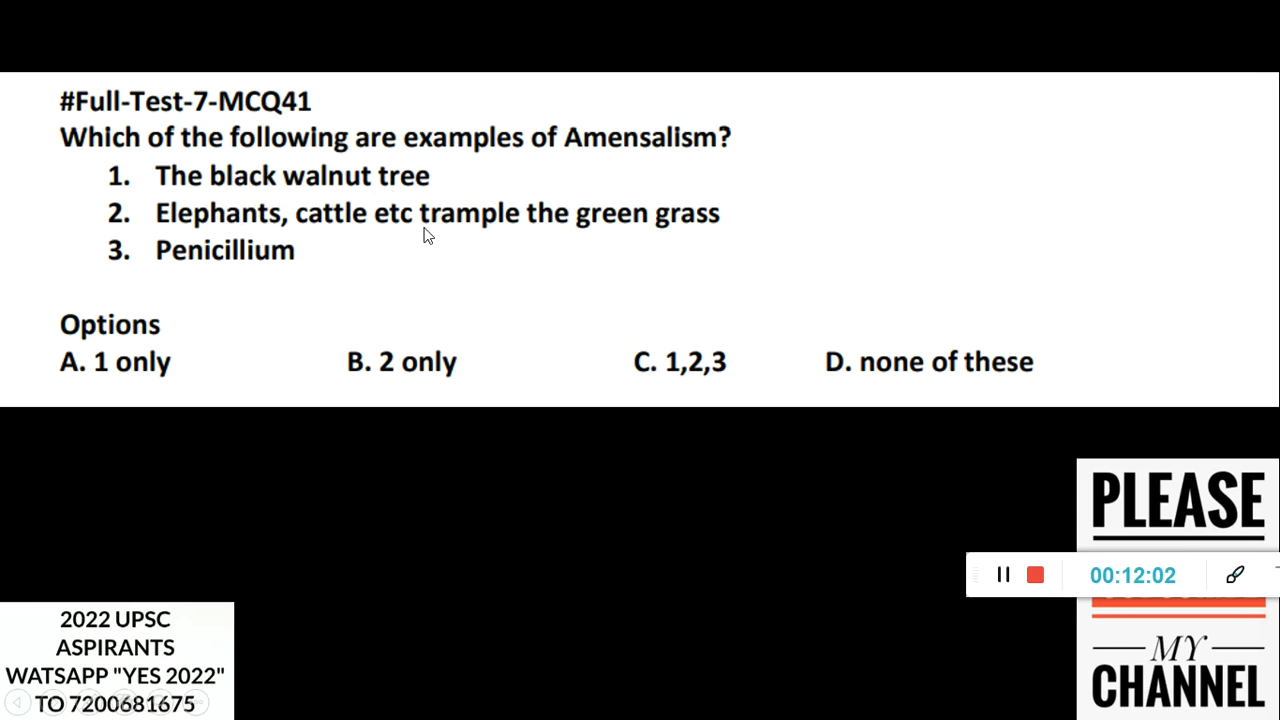 #Full-Test-7-MCQ41
Which of the following are examples of Amensalism?
1. The black walnut tree
2. Elephants, cattle etc trample the green grass
3. Penicillium
Options
A. 1 only B. 2 only C. 1,2,3 D. none of these
PLEASE
00:12:02
MY
CHANNEL
2022 UPSC
ASPIRANTS
WATSAPP "YES 2022"
TO 7200681675